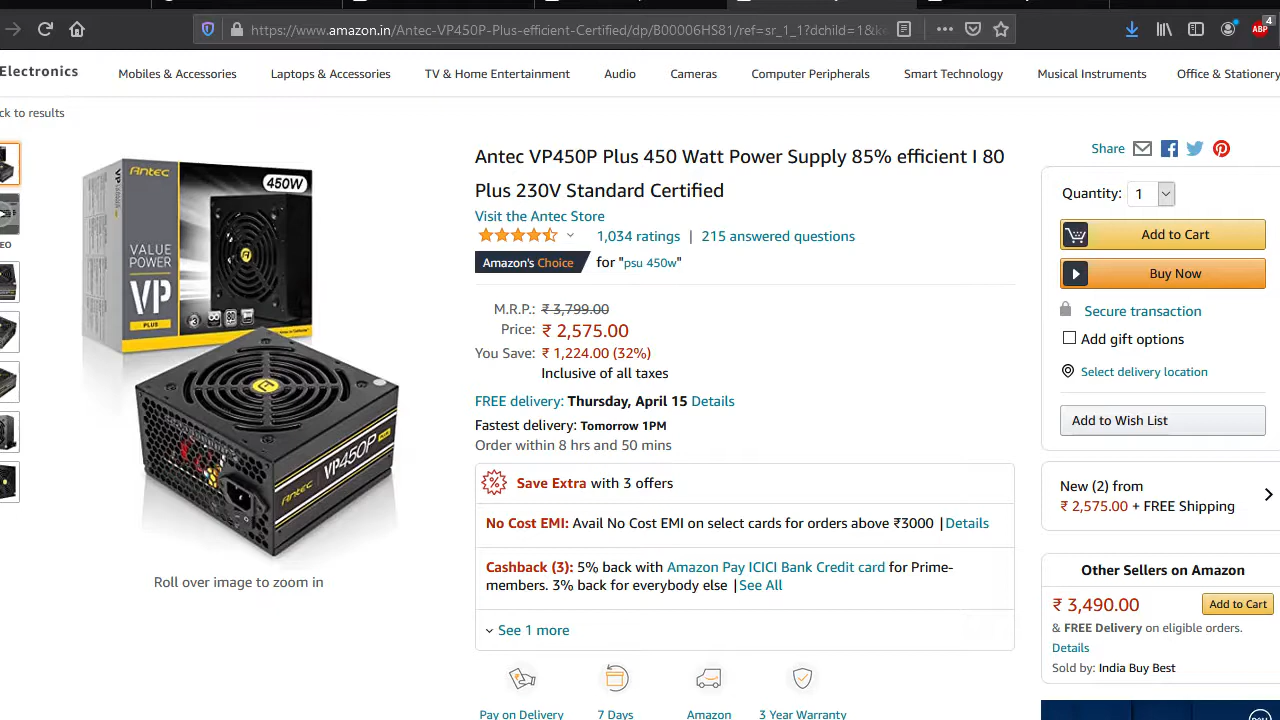 https://www.amazon.in/Antec-VP450P-Plus-efficient-Certified/dp/B00006HS81/ref=sr_1_1?dchild=1&ke
4
ABP
Electronics
Mobiles & Accessories
Laptops & Accessories
TV & Home Entertainment
Audio
Cameras
Computer Peripherals
Smart Technology
Musical Instruments
Office & Stationery
ck to results
EO
Antec
450W
VALUE
POWER
VP
PLUS
Antec VP450P PLUS
Roll over image to zoom in
Antec VP450P Plus 450 Watt Power Supply 85% efficient I 80
Plus 230V Standard Certified
Visit the Antec Store
1,034 ratings | 215 answered questions
Amazon's Choice for "psu 450w"
M.R.P.: ₹ 3,799.00
Price: ₹ 2,575.00
You Save: ₹ 1,224.00 (32%)
Inclusive of all taxes
FREE delivery: Thursday, April 15 Details
Fastest delivery: Tomorrow 1PM
Order within 8 hrs and 50 mins
Save Extra with 3 offers
No Cost EMI: Avail No Cost EMI on select cards for orders above ₹3000 | Details
Cashback (3): 5% back with Amazon Pay ICICI Bank Credit card for Prime-
members. 3% back for everybody else | See All
See 1 more
Pay on Delivery
7 Days
Amazon
3 Year Warranty
Share
Quantity: 1
Add to Cart
Buy Now
Secure transaction
Add gift options
Select delivery location
Add to Wish List
New (2) from
₹ 2,575.00 + FREE Shipping
Other Sellers on Amazon
₹ 3,490.00
Add to Cart
& FREE Delivery on eligible orders.
Details
Sold by: India Buy Best